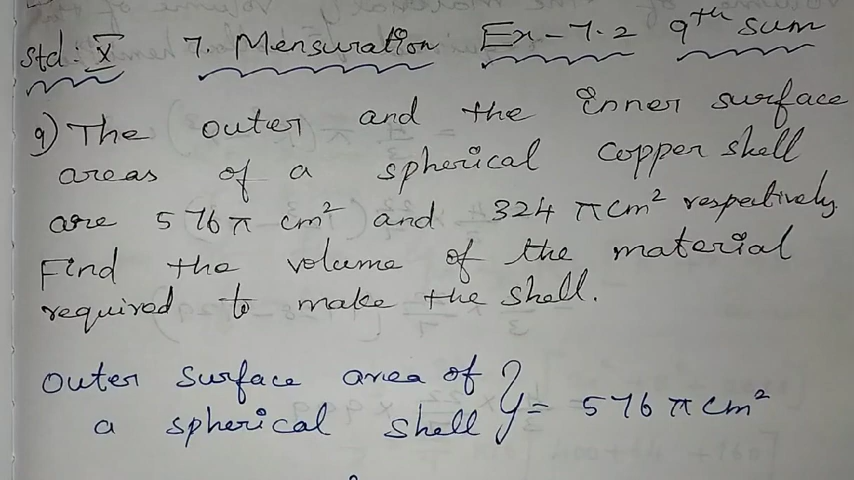 Std: X 7. Mensuration Ex-7.2 9th sum
9) The outer and the inner surface
areas of a spherical copper shell
are 576π cm² and 324 π cm² respectively.
Find the volume of the material
required to make the shell.
outer surface area of
a spherical shell } = 576 π cm²